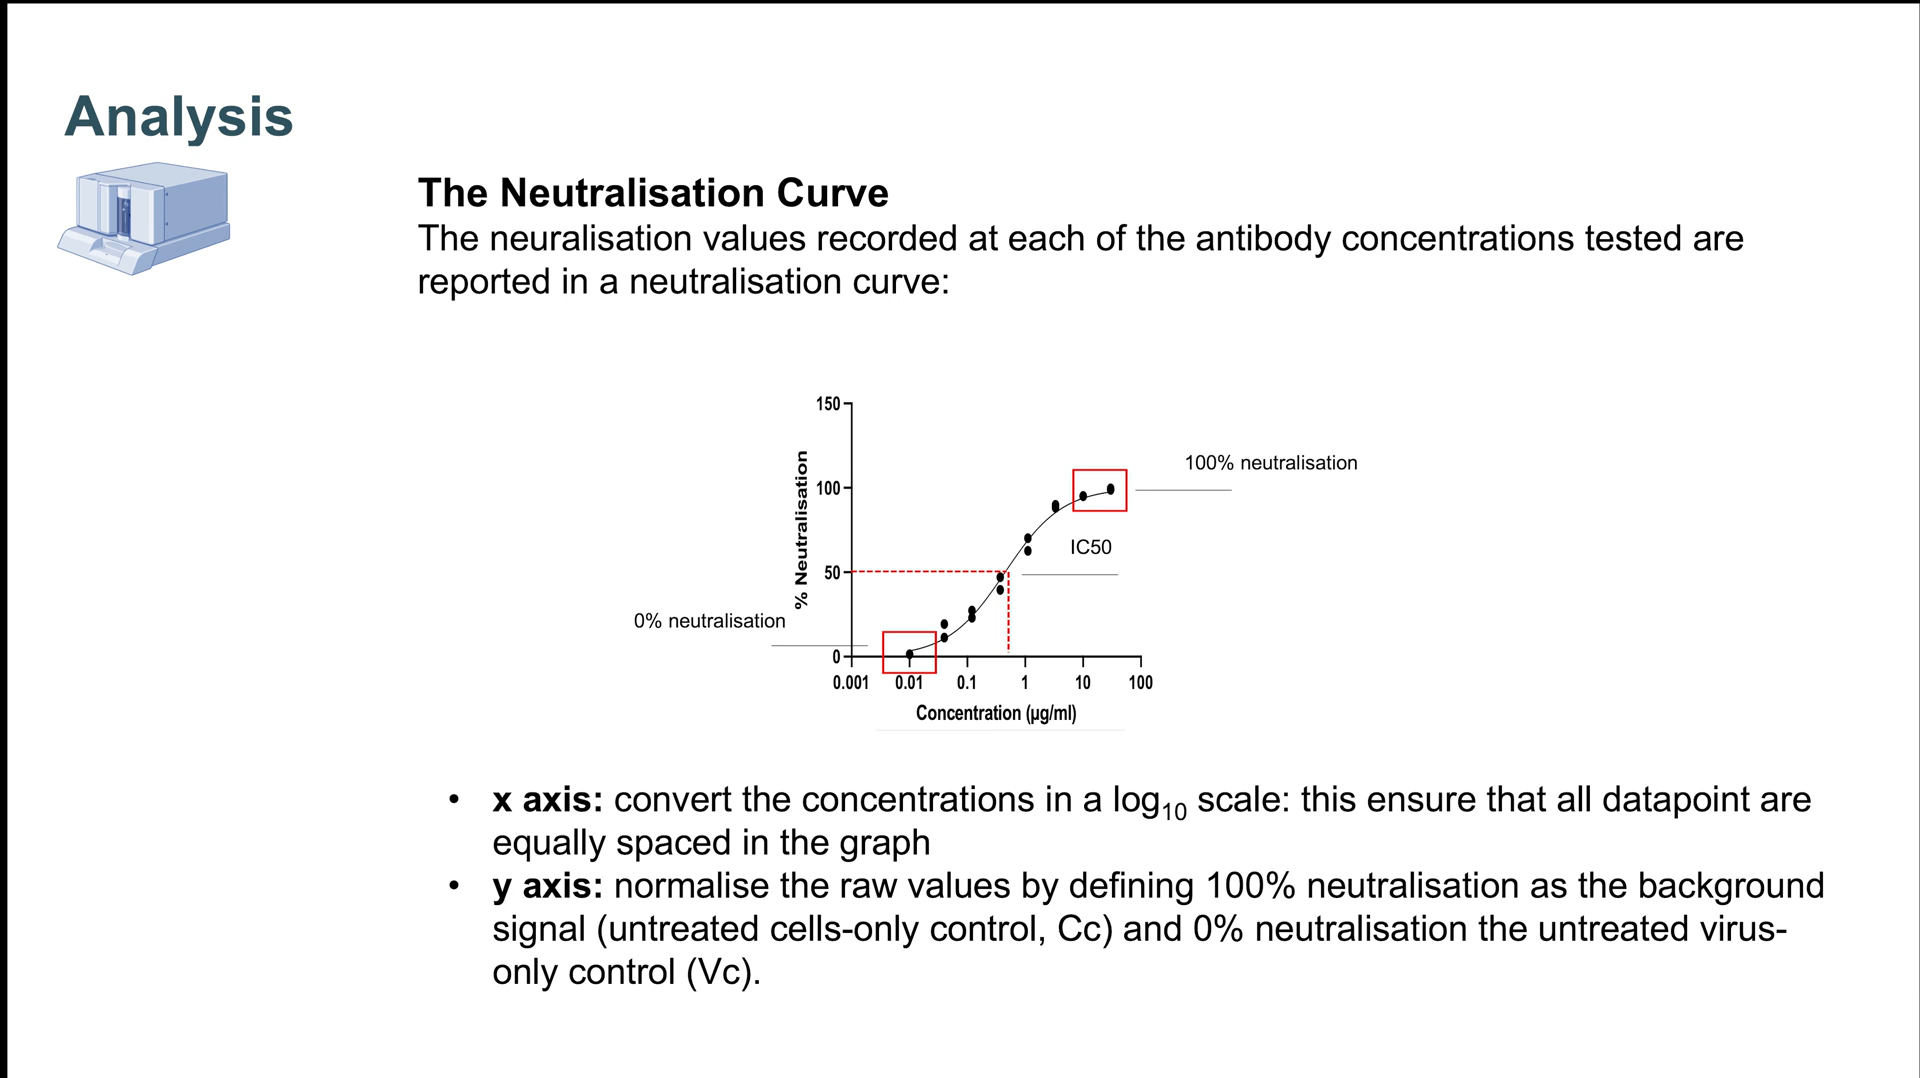 Analysis
The Neutralisation Curve
The neuralisation values recorded at each of the antibody concentrations tested are
reported in a neutralisation curve:
150
100
50
0
% Neutralisation
100% neutralisation
IC50
0% neutralisation
0.001 0.01 0.1 1 10 100
Concentration (µg/ml)
• x axis: convert the concentrations in a log10 scale: this ensure that all datapoint are
equally spaced in the graph
• y axis: normalise the raw values by defining 100% neutralisation as the background
signal (untreated cells-only control, Cc) and 0% neutralisation the untreated virus-
only control (Vc).